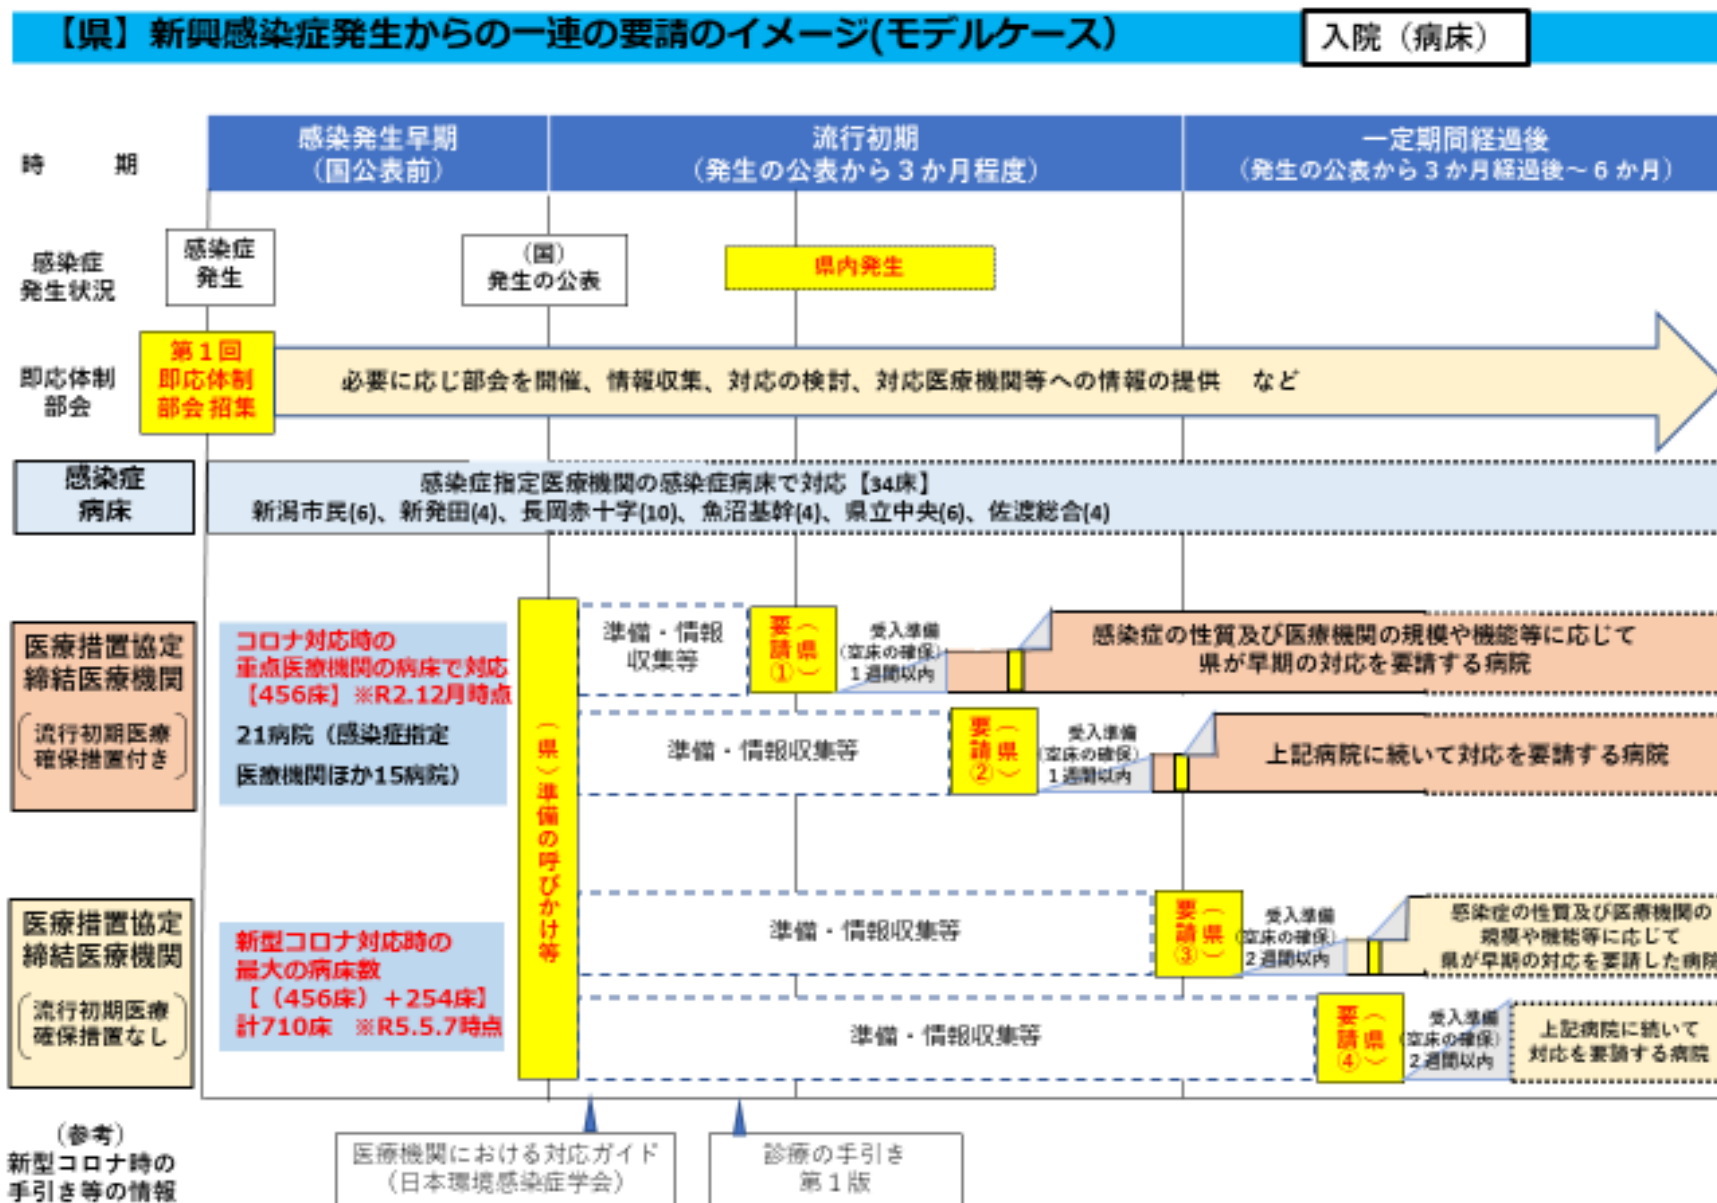 【県】新興感染症発生からの一連の要請のイメージ(モデルケース)
入院（病床）
時　　期
感染発生早期
（国公表前）
流行初期
（発生の公表から３か月程度）
一定期間経過後
（発生の公表から３か月経過後～６か月）
感染症
発生状況
感染症
発生
（国）
発生の公表
県内発生
即応体制
部会
第１回
即応体制
部会 招集
必要に応じ部会を開催、情報収集、対応の検討、対応医療機関等への情報の提供　など
感染症
病床
感染症指定医療機関の感染症病床で対応【34床】
新潟市民(6)、新発田(4)、長岡赤十字(10)、魚沼基幹(4)、県立中央(6)、佐渡総合(4)
医療措置協定
締結医療機関
（流行初期医療
確保措置付き）
コロナ対応時の
重点医療機関の病床で対応
【456床】※R2.12月時点
21病院（感染症指定
医療機関ほか15病院）
（県）準備の呼びかけ等
準備・情報
収集等
（県）
要請①
受入準備
(空床の確保)
１週間以内
感染症の性質及び医療機関の規模や機能等に応じて
県が早期の対応を要請する病院
準備・情報収集等
（県）
要請②
受入準備
(空床の確保)
１週間以内
上記病院に続いて対応を要請する病院
医療措置協定
締結医療機関
（流行初期医療
確保措置なし）
新型コロナ対応時の
最大の病床数
【（456床）＋254床】
計710床　※R5.5.7時点
準備・情報収集等
（県）
要請③
受入準備
(空床の確保)
２週間以内
感染症の性質及び医療機関の
規模や機能等に応じて
県が早期の対応を要請した病院
準備・情報収集等
（県）
要請④
受入準備
(空床の確保)
２週間以内
上記病院に続いて
対応を要請する病院
（参考）
新型コロナ時の
手引き等の情報
医療機関における対応ガイド
（日本環境感染症学会）
診療の手引き
第１版